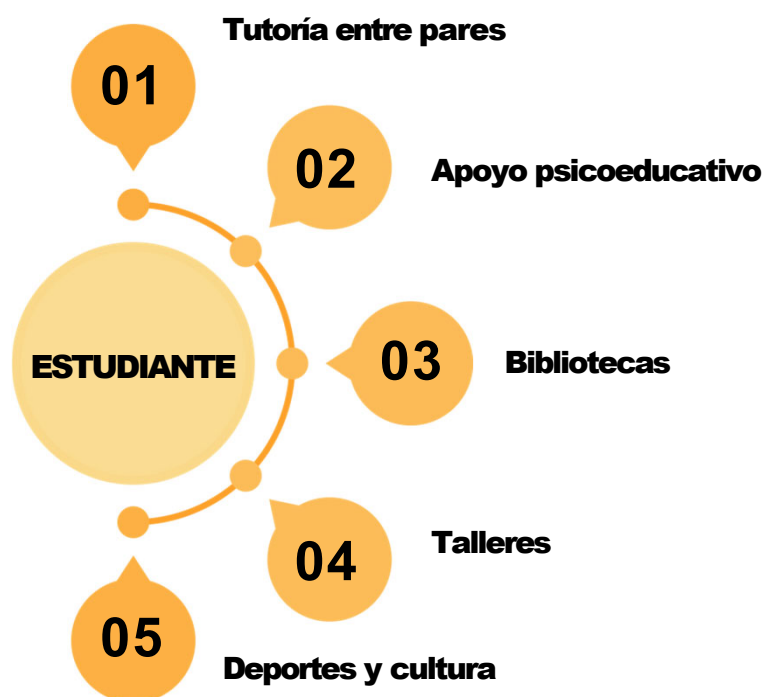 Tutoría entre pares
01
02
Apoyo psicoeducativo
ESTUDIANTE
03
Bibliotecas
04
Talleres
05
Deportes y cultura